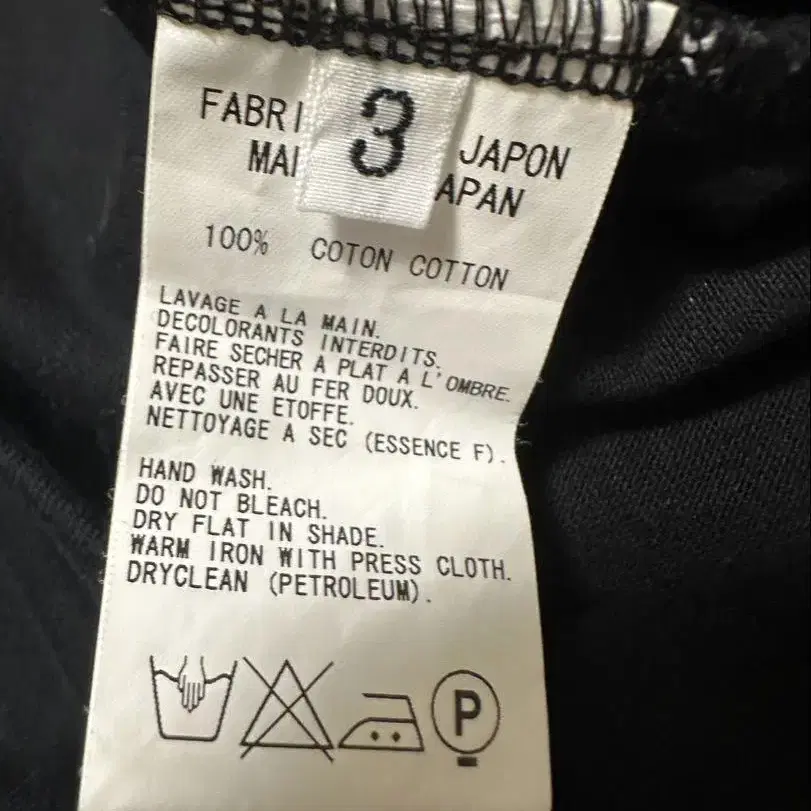 3
FABRI JAPON
MAI APAN
100% COTON COTTON
LAVAGE A LA MAIN.
DECOLORANTS INTERDITS.
FAIRE SECHER A PLAT A L'OMBRE.
REPASSER AU FER DOUX.
AVEC UNE ETOFFE.
NETTOYAGE A SEC (ESSENCE F).
HAND WASH.
DO NOT BLEACH.
DRY FLAT IN SHADE.
WARM IRON WITH PRESS CLOTH.
DRYCLEAN (PETROLEUM).
P